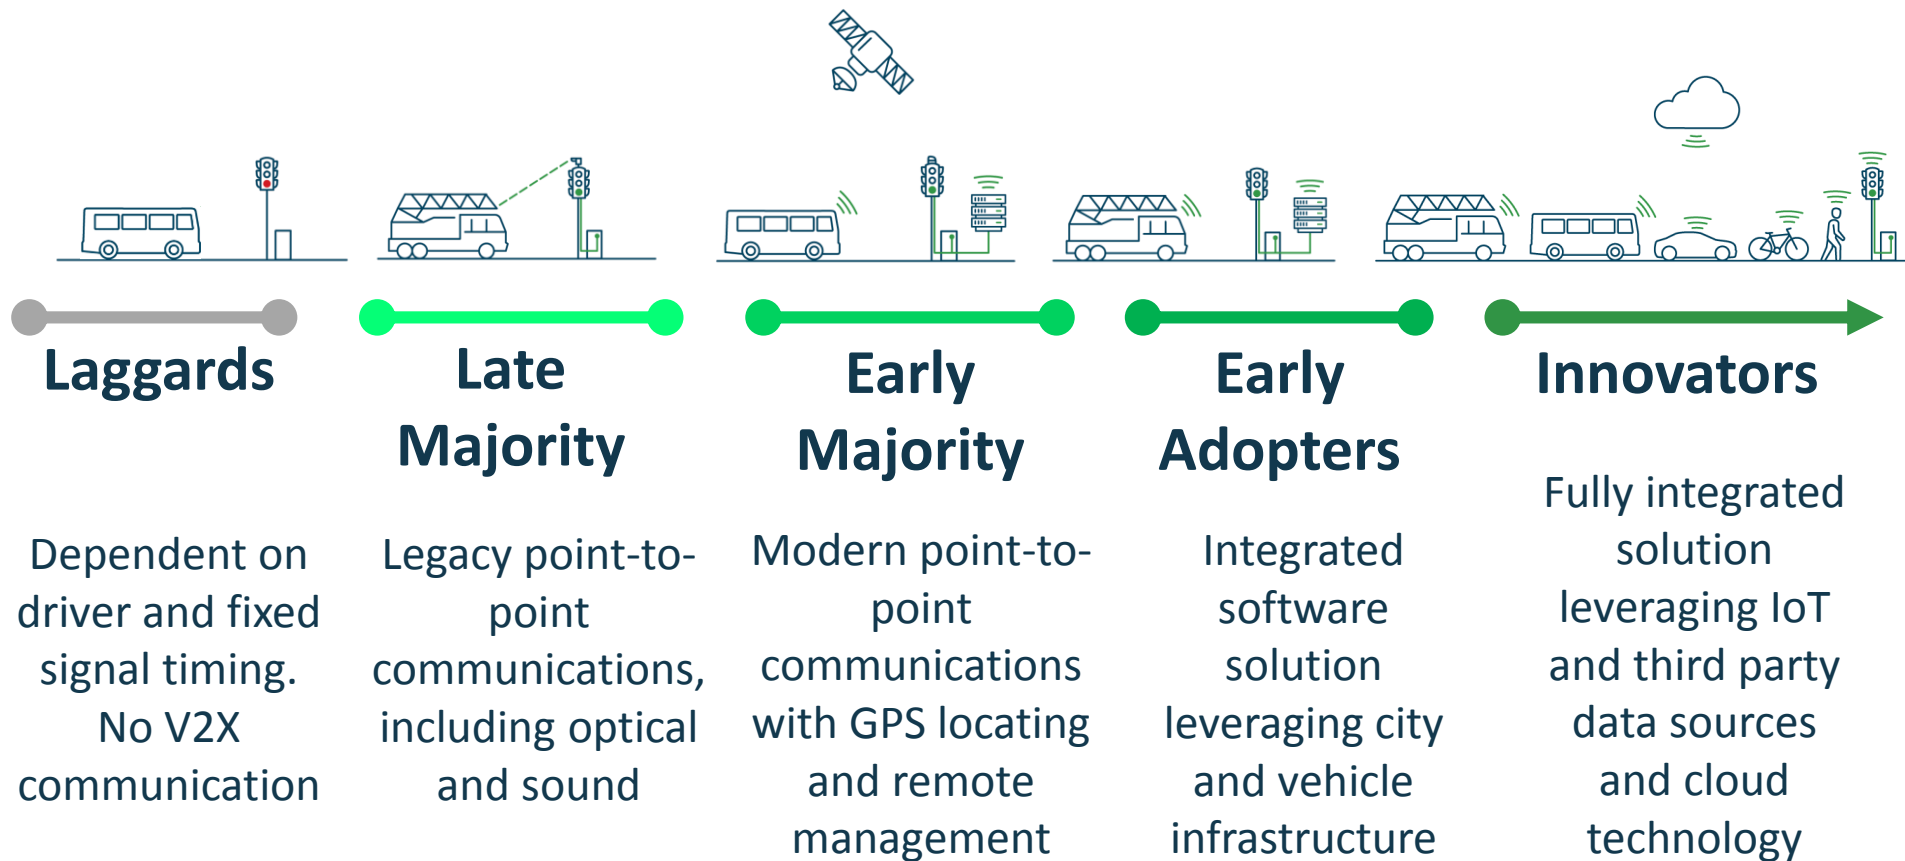 Laggards
Dependent on
driver and fixed
signal timing.
No V2X
communication
Late
Majority
Legacy point-to-
point
communications,
including optical
and sound
Early
Majority
Modern point-to-
point
communications
with GPS locating
and remote
management
Early
Adopters
Integrated
software
solution
leveraging city
and vehicle
infrastructure
Innovators
Fully integrated
solution
leveraging IoT
and third party
data sources
and cloud
technology